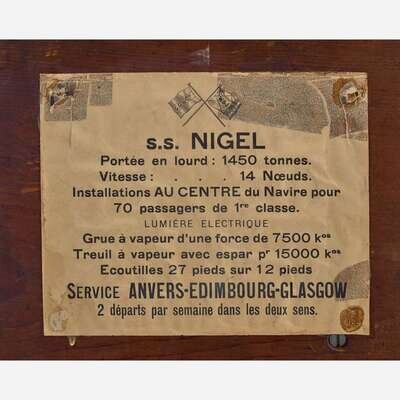 S.S. NIGEL
Portée en lourd : 1450 tonnes.
Vitesse : . . . 14 Nœuds.
Installations AU CENTRE du Navire pour
70 passagers de 1re classe.
LUMIÈRE ELECTRIQUE
Grue à vapeur d'une force de 7500 kos
Treuil à vapeur avec espar pr 15000 kos
Ecoutilles 27 pieds sur 12 pieds
SERVICE ANVERS-EDIMBOURG-GLASGOW
2 départs par semaine dans les deux sens.